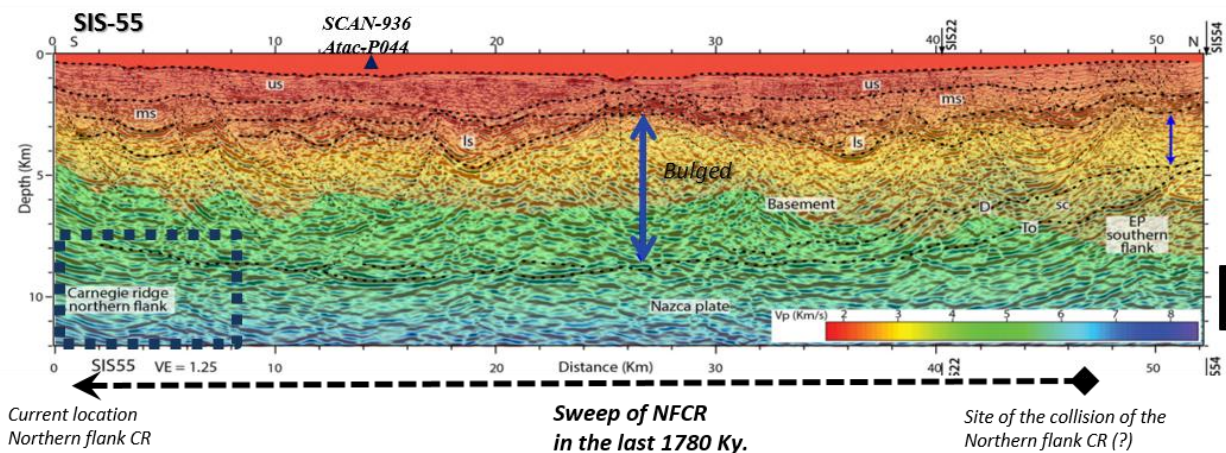 SIS-55
SCAN-936
Atac-P044
SIS22
SIS54
0 S 10 20 30 40 50 N
0
us
us
ms
ms
ls
ls
5
Depth (Km)
Bulged
Basement
D
sc
To
EP
southern
flank
10
Carnegie ridge
northern flank
Nazca plate
Vp (Km/s)
2 3 4 5 6 7 8
0 10 20 30 40 50
SIS55 VE = 1.25
Distance (Km)
S22
SIS4
Current location
Northern flank CR
Sweep of NFCR
in the last 1780 Ky.
Site of the collision of the
Northern flank CR (?)